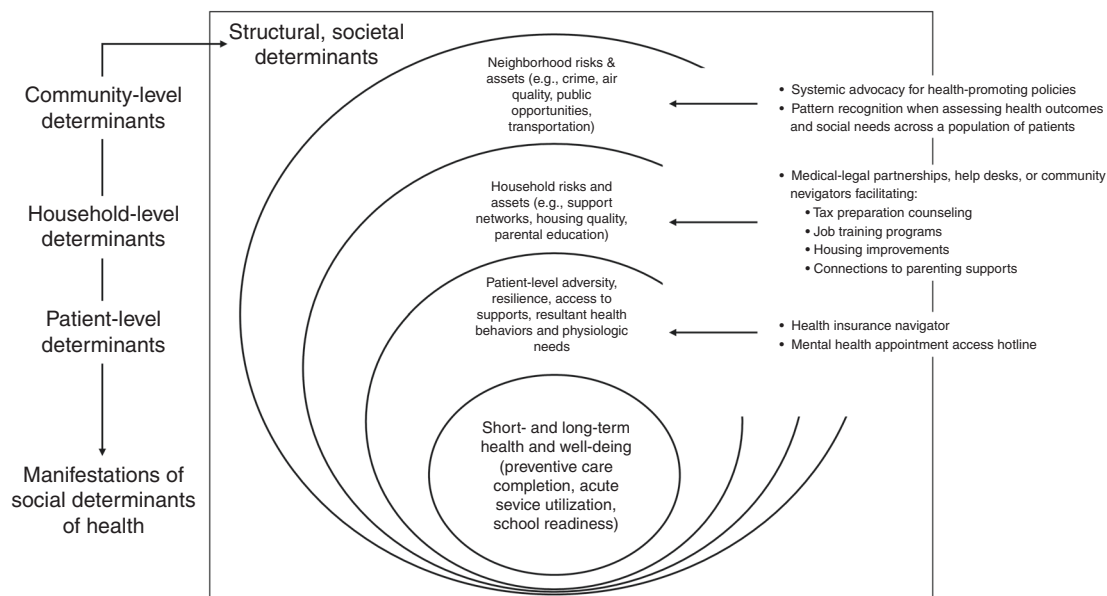 Structural, societal
determinants
Community-level
determinants
Household-level
determinants
Patient-level
determinants
Manifestations of
social determinants
of health
Neighborhood risks &
assets (e.g., crime, air
quality, public
opportunities,
transportation)
Household risks and
assets (e.g., support
networks, housing quality,
parental education)
Patient-level adversity,
resilience, access to
supports, resultant health
behaviors and physiologic
needs
Short- and long-term
health and well-deing
(preventive care
completion, acute
sevice utilization,
school readiness)
• Systemic advocacy for health-promoting policies
• Pattern recognition when assessing health outcomes
and social needs across a population of patients
• Medical-legal partnerships, help desks, or community
nevigators facilitating:
• Tax preparation counseling
• Job training programs
• Housing improvements
• Connections to parenting supports
• Health insurance navigator
• Mental health appointment access hotline